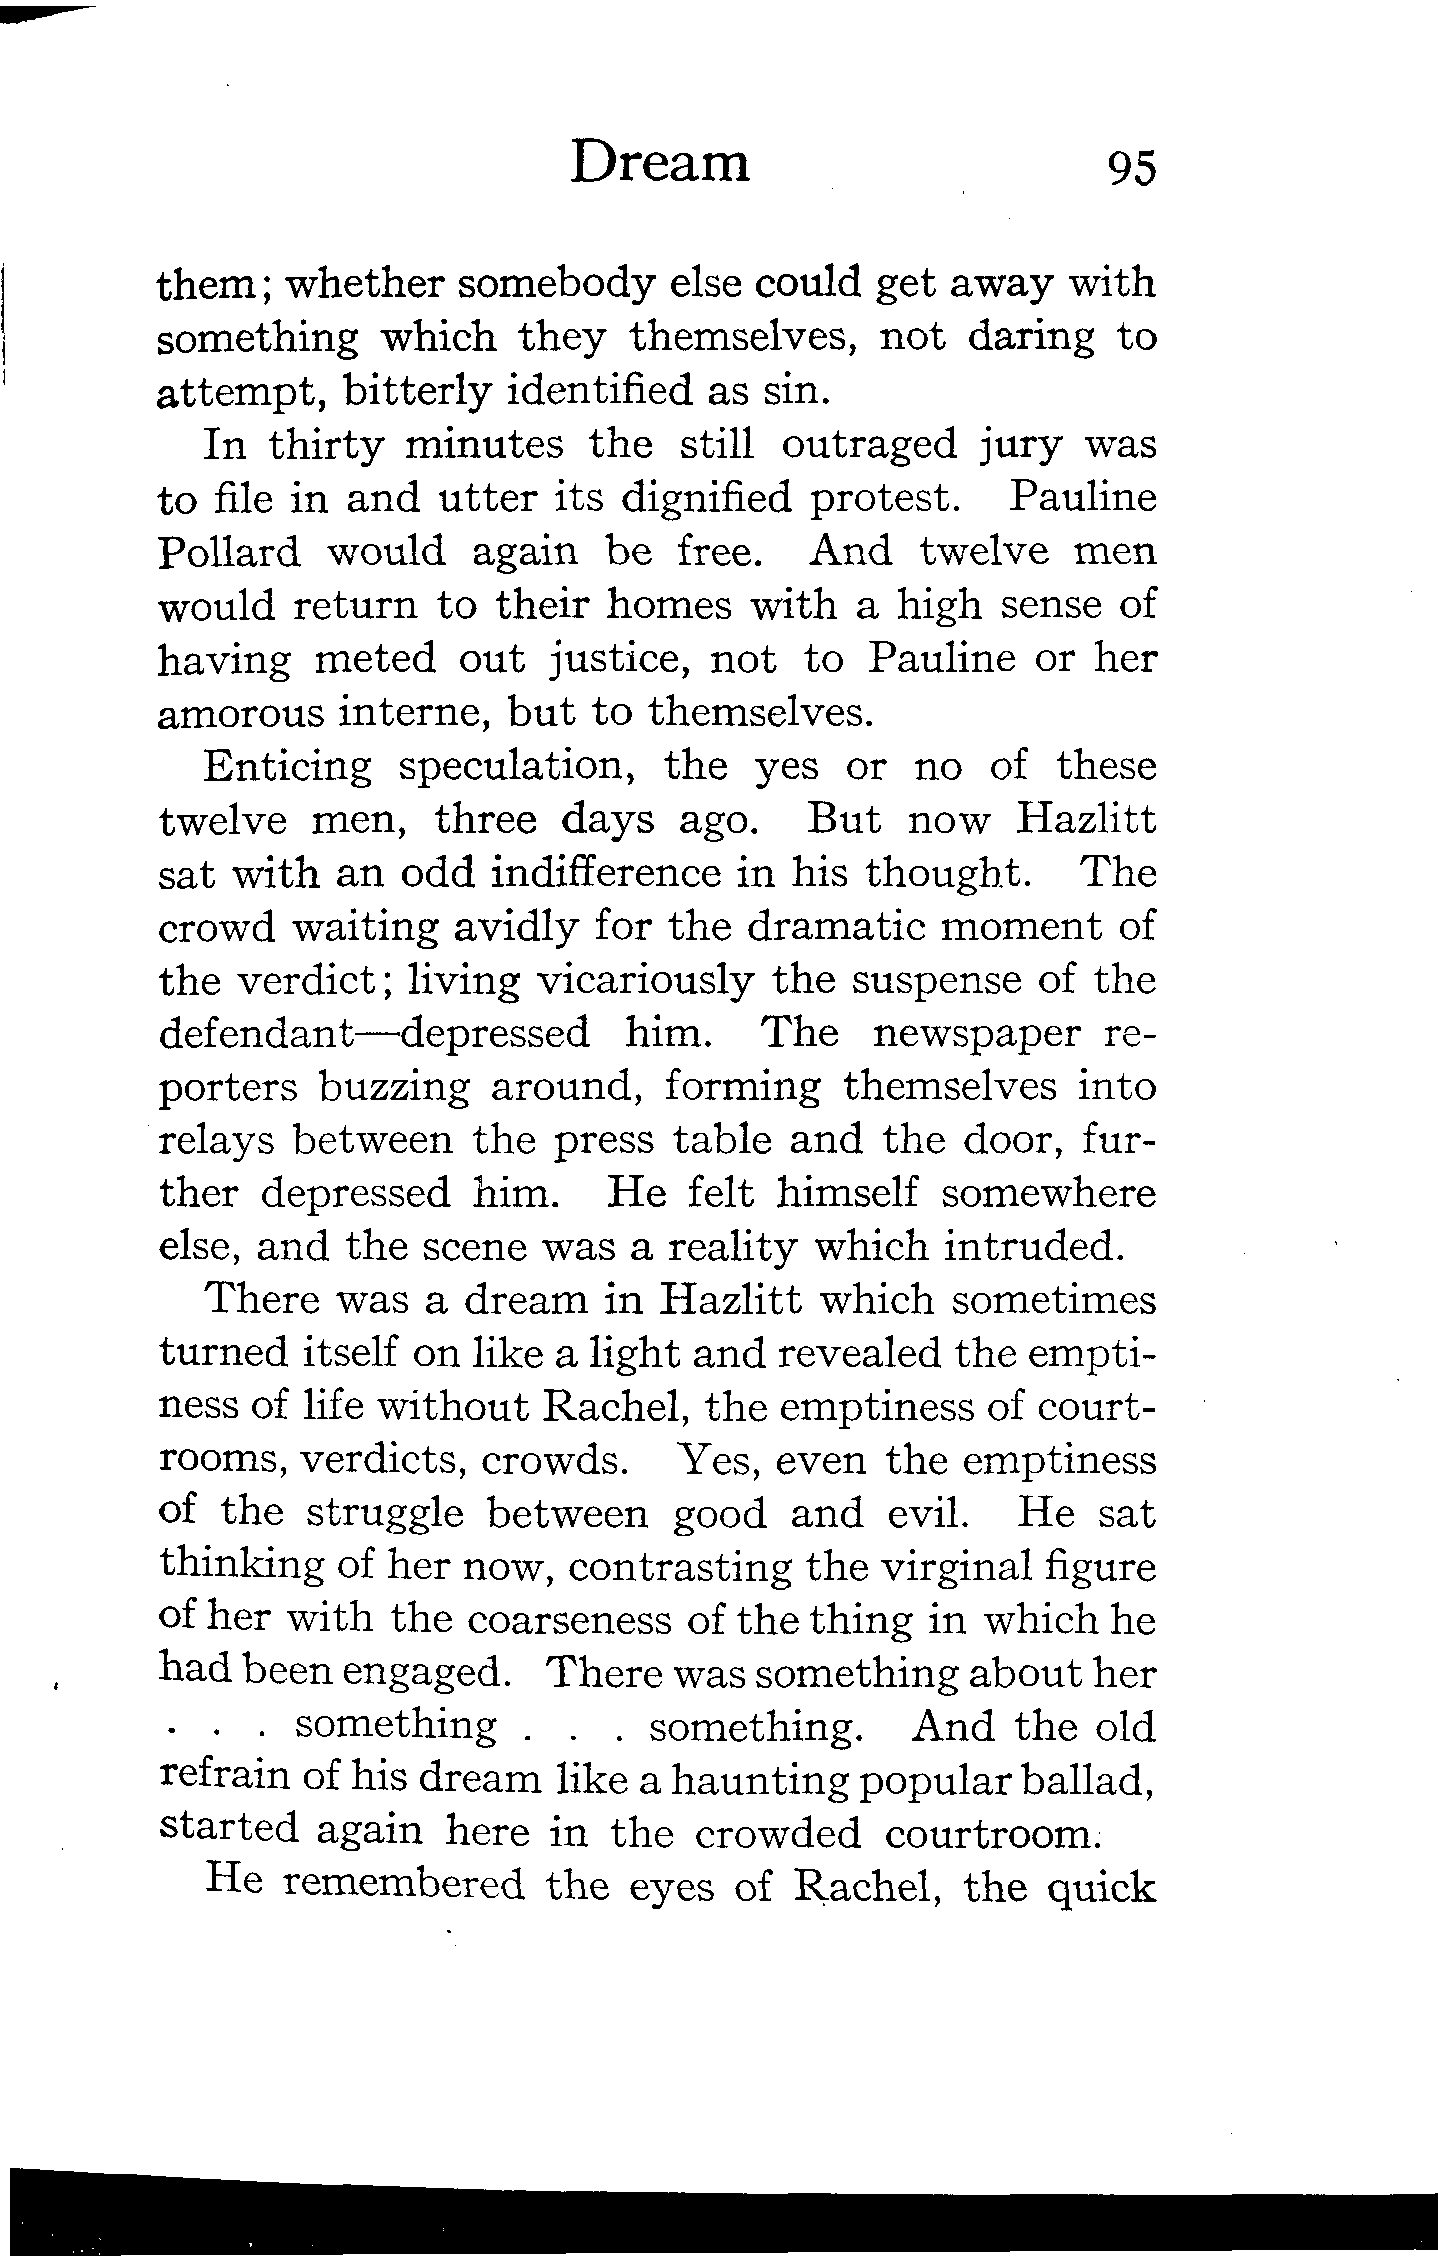 Dream 95
them; whether somebody else could get away with
something which they themselves, not daring to
attempt, bitterly identified as sin.
In thirty minutes the still outraged jury was
to file in and utter its dignified protest. Pauline
Pollard would again be free. And twelve men
would return to their homes with a high sense of
having meted out justice, not to Pauline or her
amorous interne, but to themselves.
Enticing speculation, the yes or no of these
twelve men, three days ago. But now Hazlitt
sat with an odd indifference in his thought. The
crowd waiting avidly for the dramatic moment of
the verdict; living vicariously the suspense of the
defendant—depressed him. The newspaper re-
porters buzzing around, forming themselves into
relays between the press table and the door, fur-
ther depressed him. He felt himself somewhere
else, and the scene was a reality which intruded.
There was a dream in Hazlitt which sometimes
turned itself on like a light and revealed the empti-
ness of life without Rachel, the emptiness of court-
rooms, verdicts, crowds. Yes, even the emptiness
of the struggle between good and evil. He sat
thinking of her now, contrasting the virginal figure
of her with the coarseness of the thing in which he
had been engaged. There was something about her
. . . something . . . something. And the old
refrain of his dream like a haunting popular ballad,
started again here in the crowded courtroom.
He remembered the eyes of Rachel, the quick